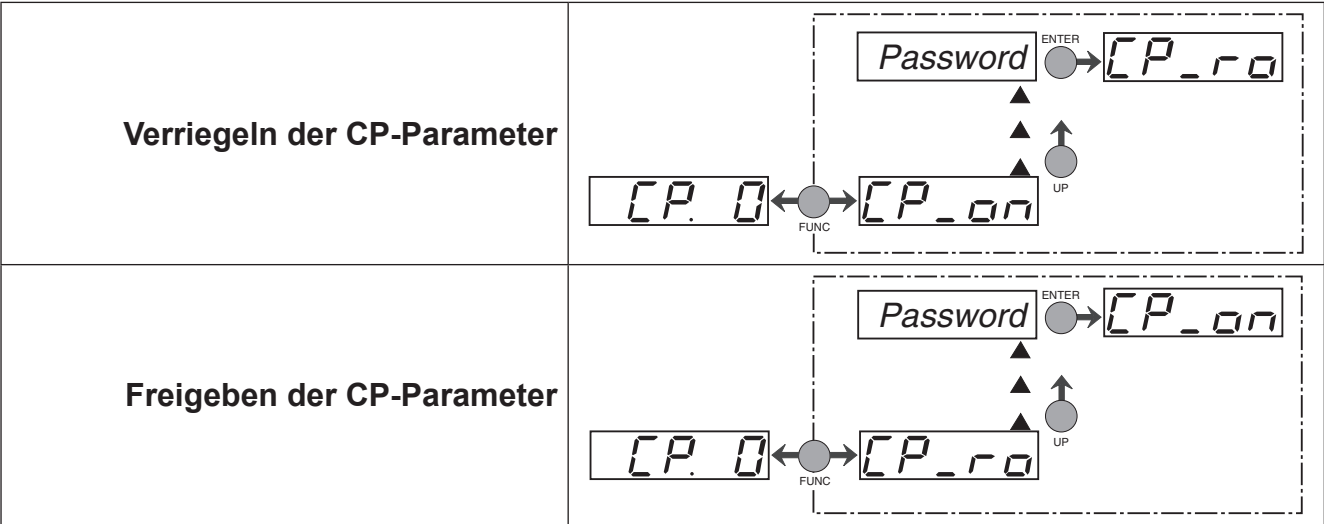 Verriegeln der CP-Parameter
Password
ENTER
CP_ro
UP
CP. 0
FUNC
CP_on
Freigeben der CP-Parameter
Password
ENTER
CP_on
UP
CP. 0
FUNC
CP_ro